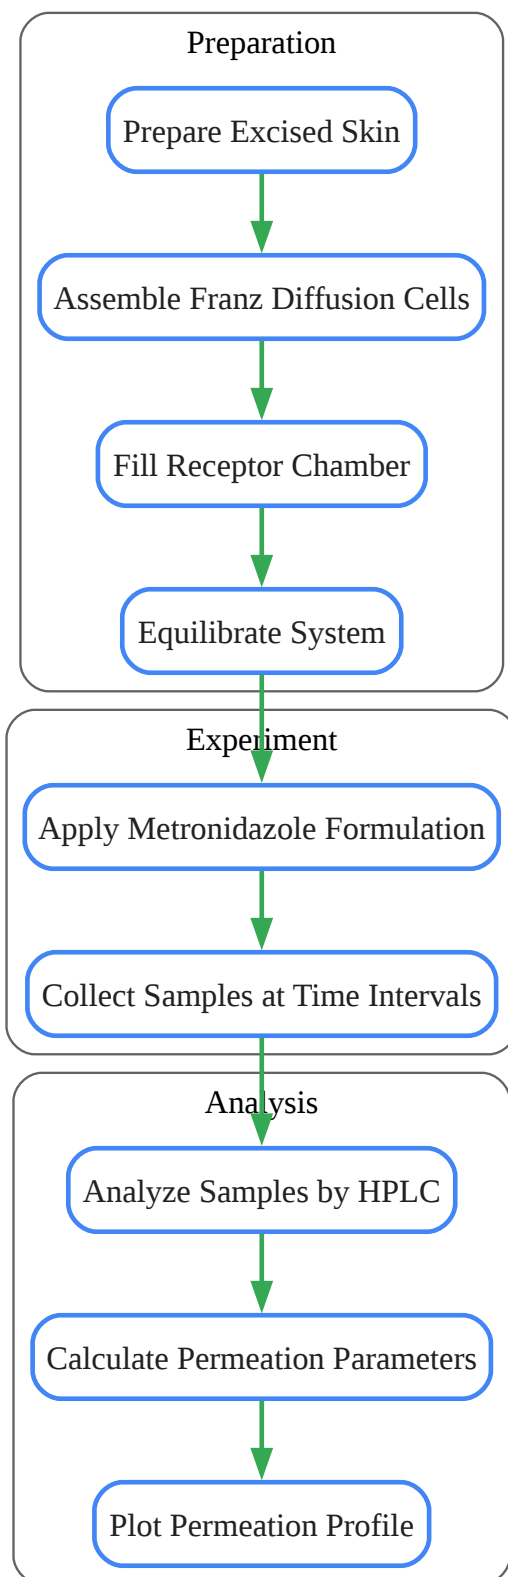 Preparation
Prepare Excised Skin
Assemble Franz Diffusion Cells
Fill Receptor Chamber
Equilibrate System
Experiment
Apply Metronidazole Formulation
Collect Samples at Time Intervals
Analysis
Analyze Samples by HPLC
Calculate Permeation Parameters
Plot Permeation Profile